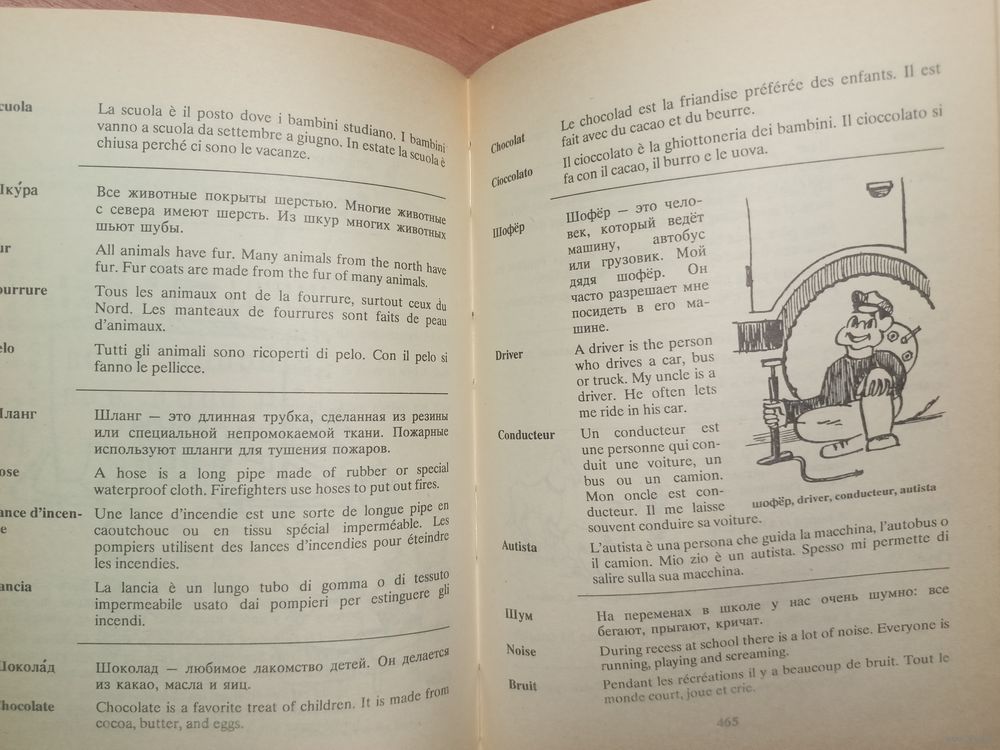 cuola
La scuola è il posto dove i bambini studiano. I bambini
vanno a scuola da settembre a giugno. In estate la scuola è
chiusa perché ci sono le vacanze.
Шку́ра
Все животные покрыты шерстью. Многие животные
с севера имеют шерсть. Из шкур многих животных
шьют шубы.
ur
All animals have fur. Many animals from the north have
fur. Fur coats are made from the fur of many animals.
ourrure
Tous les animaux ont de la fourrure, surtout ceux du
Nord. Les manteaux de fourrures sont faits de peau
d'animaux.
elo
Tutti gli animali sono ricoperti di pelo. Con il pelo si
fanno le pellicce.
Шланг
Шланг — это длинная трубка, сделанная из резины
или специальной непромокаемой ткани. Пожарные
используют шланги для тушения пожаров.
ose
A hose is a long pipe made of rubber or special
waterproof cloth. Firefighters use hoses to put out fires.
ance d'incen-
e
Une lance d'incendie est une sorte de longue pipe en
caoutchouc ou en tissu spécial imperméable. Les
pompiers utilisent des lances d'incendies pour éteindre
les incendies.
ancia
La lancia è un lungo tubo di gomma o di tessuto
impermeabile usato dai pompieri per estinguere gli
incendi.
Шокола́д
Шоколад — любимое лакомство детей. Он делается
из какао, масла и яиц.
Chocolate
Chocolate is a favorite treat of children. It is made from
cocoa, butter, and eggs.
Chocolat
Le chocolad est la friandise préférée des enfants. Il est
fait avec du cacao et du beurre.
Cioccolato
Il cioccolato è la ghiottoneria dei bambini. Il cioccolato si
fa con il cacao, il burro e le uova.
Шофёр
Шофёр — это чело-
век, который ведёт
машину, автобус
или грузовик. Мой
дядя шофёр. Он
часто разрешает мне
посидеть в его ма-
шине.
Driver
A driver is the person
who drives a car, bus
or truck. My uncle is a
driver. He often lets
me ride in his car.
Conducteur
Un conducteur est
une personne qui con-
duit une voiture, un
bus ou un camion.
Mon oncle est con-
ducteur. Il me laisse
souvent conduire sa voiture.
шофёр, driver, conducteur, autista
Autista
L'autista è una persona che guida la macchina, l'autobus o
il camion. Mio zio è un autista. Spesso mi permette di
salire sulla sua macchina.
Шум
На переменах в школе у нас очень шумно: все
бегают, прыгают, кричат.
Noise
During recess at school there is a lot of noise. Everyone is
running, playing and screaming.
Bruit
Pendant les récréations il y a beaucoup de bruit. Tout le
monde court, joue et crie.
465